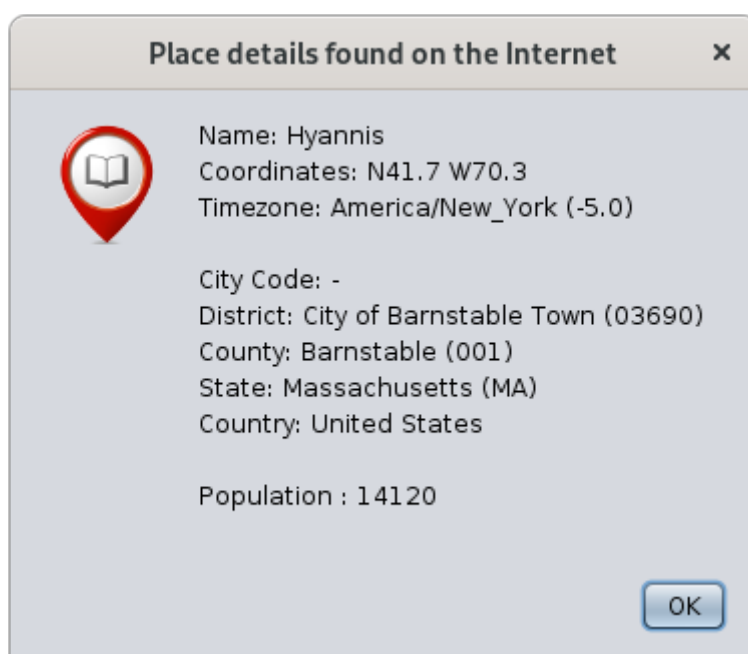 Place details found on the Internet ×
Name: Hyannis
Coordinates: N41.7 W70.3
Timezone: America/New_York (-5.0)
City Code: -
District: City of Barnstable Town (03690)
County: Barnstable (001)
State: Massachusetts (MA)
Country: United States
Population : 14120
OK